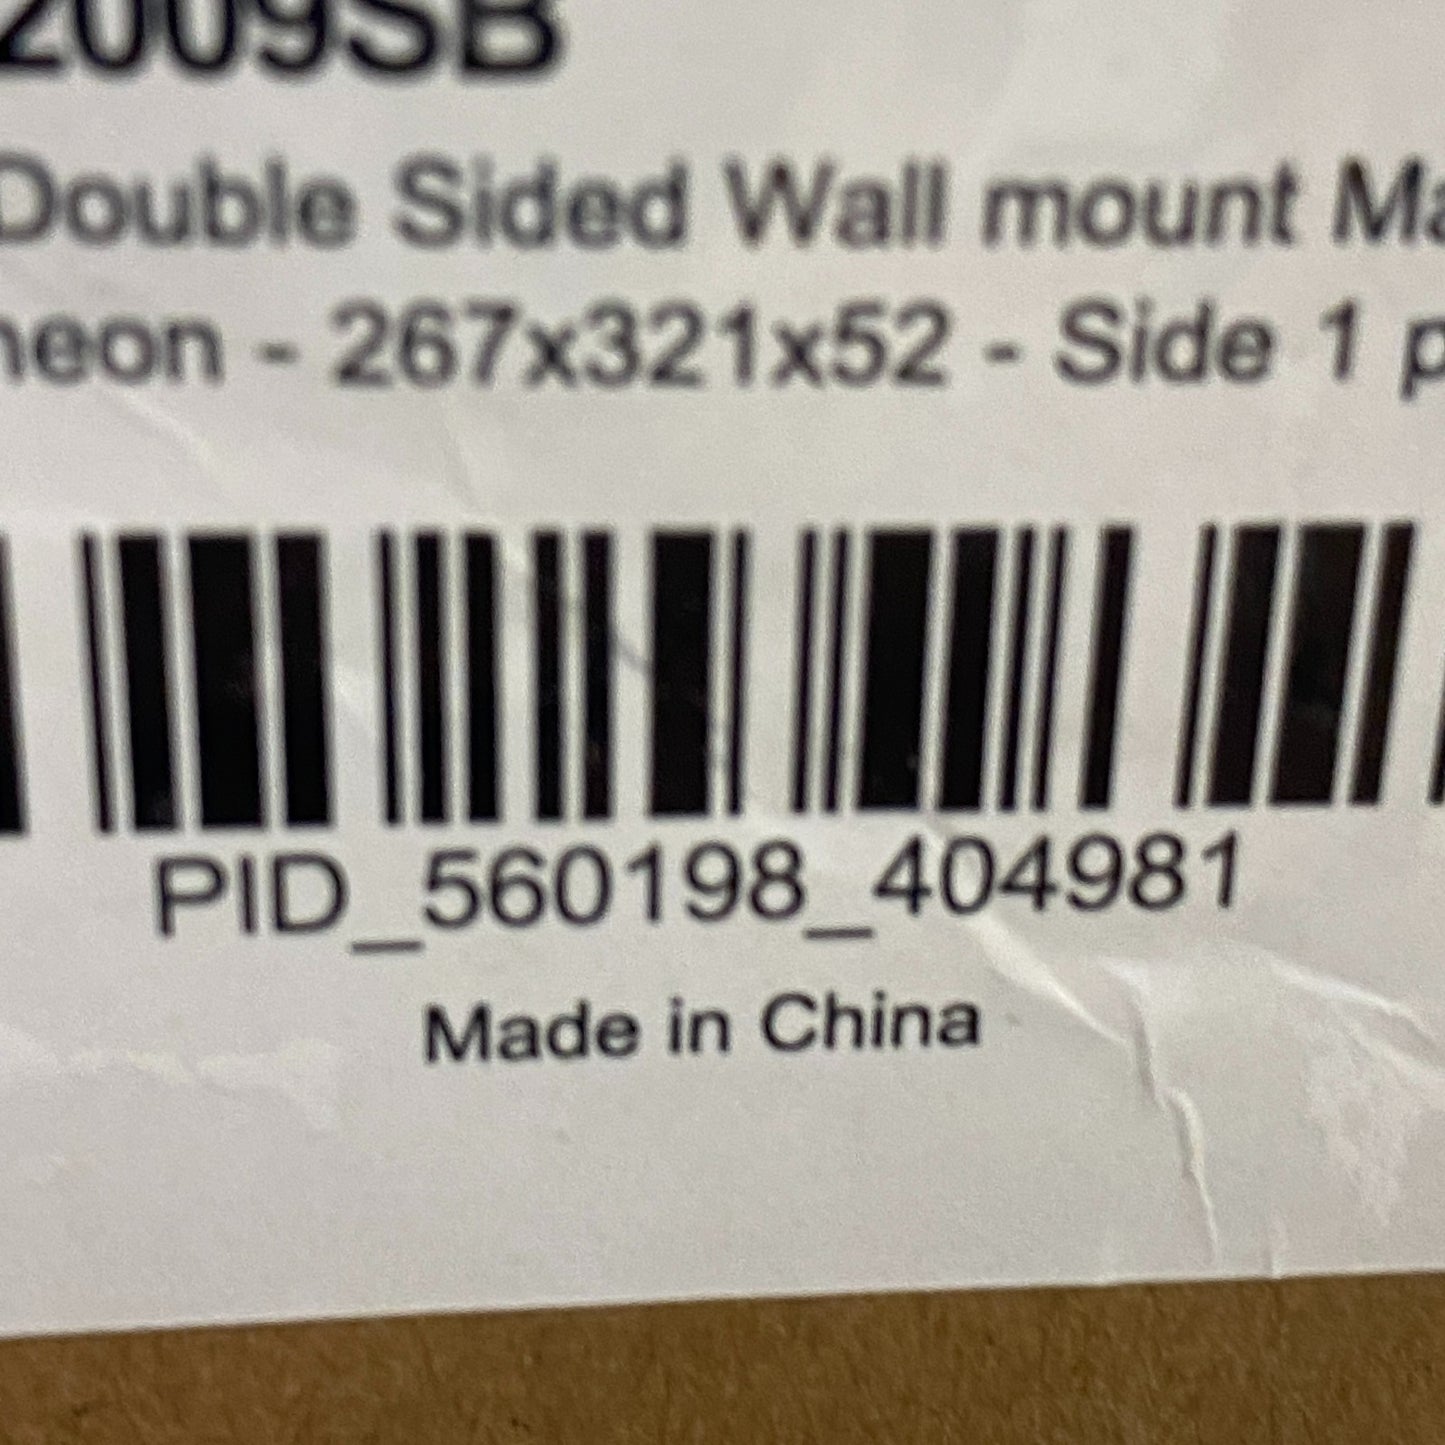 2009SB
Double Sided Wall mount Ma
neon - 267x321x52 - Side 1 p
PID_560198_404981
Made in China